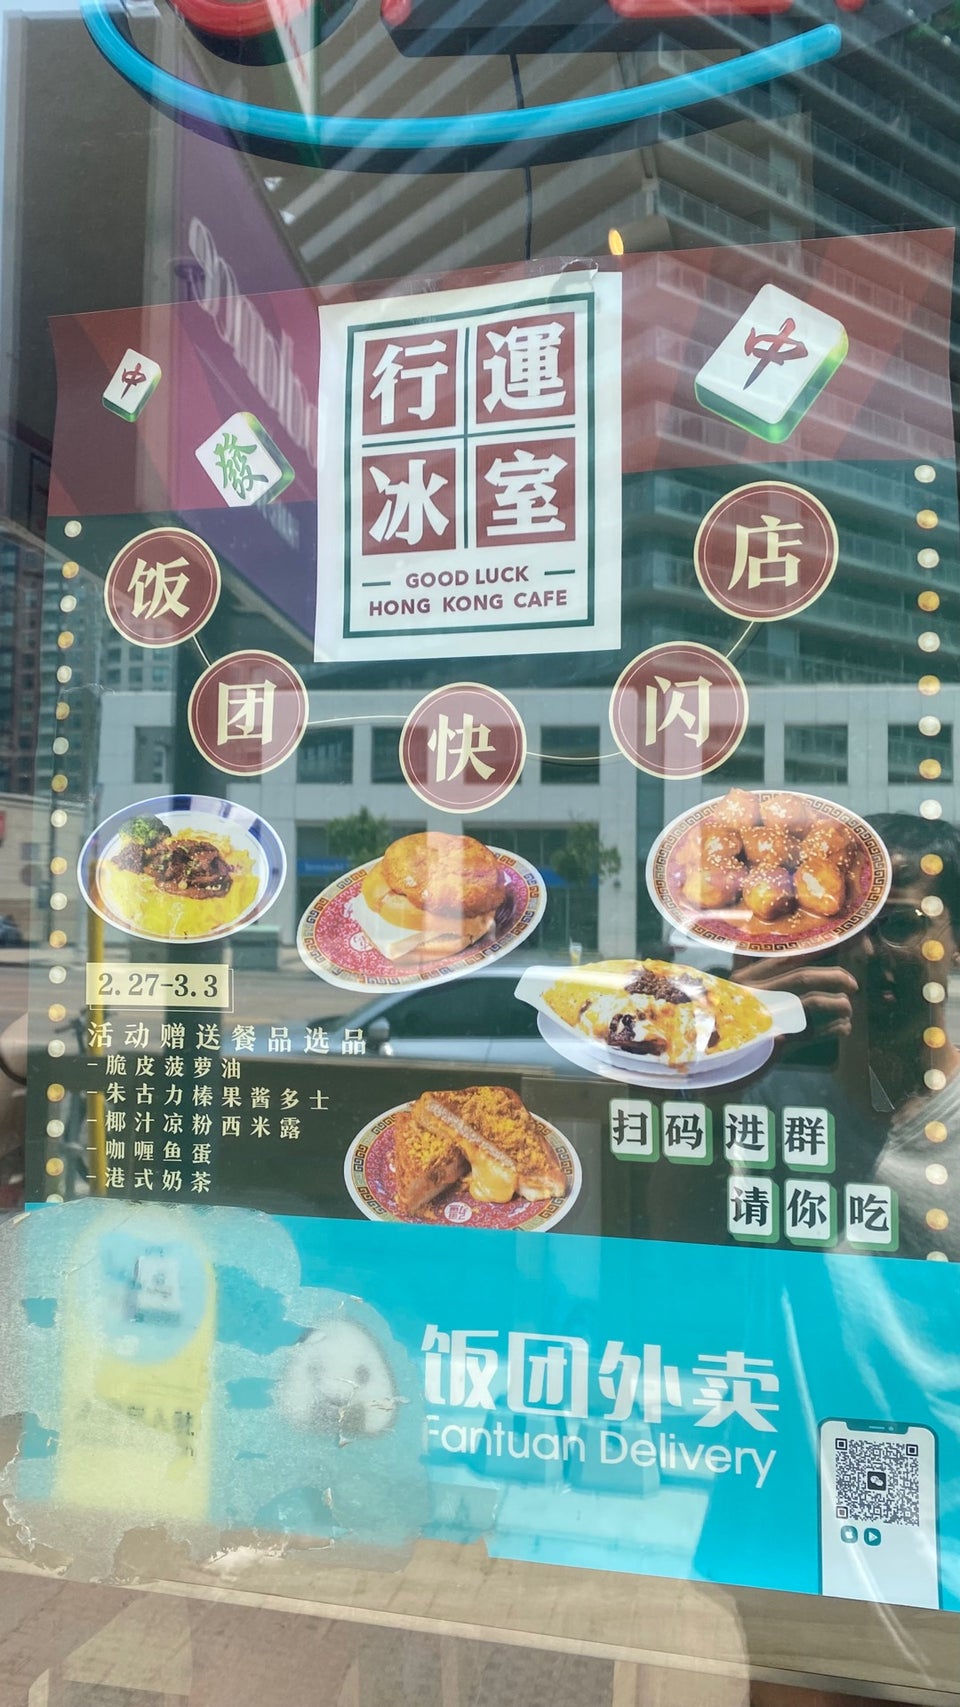 中
發
中
行運
冰室
GOOD LUCK
HONG KONG CAFE
饭团快闪店
2.27-3.3
活动赠送餐品选品
-脆皮菠萝油
-朱古力榛果酱多士
-椰汁凉粉西米露
-咖喱鱼蛋
-港式奶茶
扫码进群
请你吃
饭团外卖
Fantuan Delivery